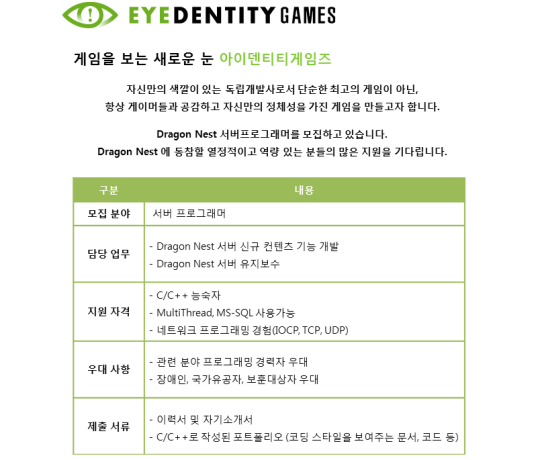 EYEDENTITY GAMES
게임을 보는 새로운 눈 아이덴티티게임즈
자신만의 색깔이 있는 독립개발사로서 단순한 최고의 게임이 아닌,
항상 게이머들과 공감하고 자신만의 정체성을 가진 게임을 만들고자 합니다.
Dragon Nest 서버프로그래머를 모집하고 있습니다.
Dragon Nest 에 동참할 열정적이고 역량 있는 분들의 많은 지원을 기다립니다.
구분 내용
모집 분야 서버 프로그래머
담당 업무
- Dragon Nest 서버 신규 컨텐츠 기능 개발
- Dragon Nest 서버 유지보수
지원 자격
- C/C++ 능숙자
- MultiThread, MS-SQL 사용가능
- 네트워크 프로그래밍 경험(IOCP, TCP, UDP)
우대 사항
- 관련 분야 프로그래밍 경력자 우대
- 장애인, 국가유공자, 보훈대상자 우대
제출 서류
- 이력서 및 자기소개서
- C/C++로 작성된 포트폴리오 (코딩 스타일을 보여주는 문서, 코드 등)